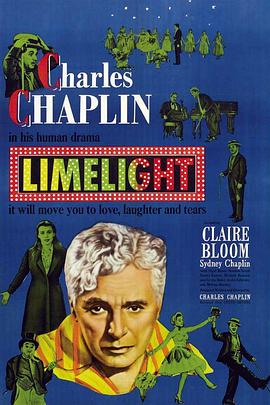 Charles
CHAPLIN
in his human drama
LIMELIGHT
it will move you to love, laughter and tears
CLAIRE
BLOOM
Sydney Chaplin
CHARLES CHAPLIN